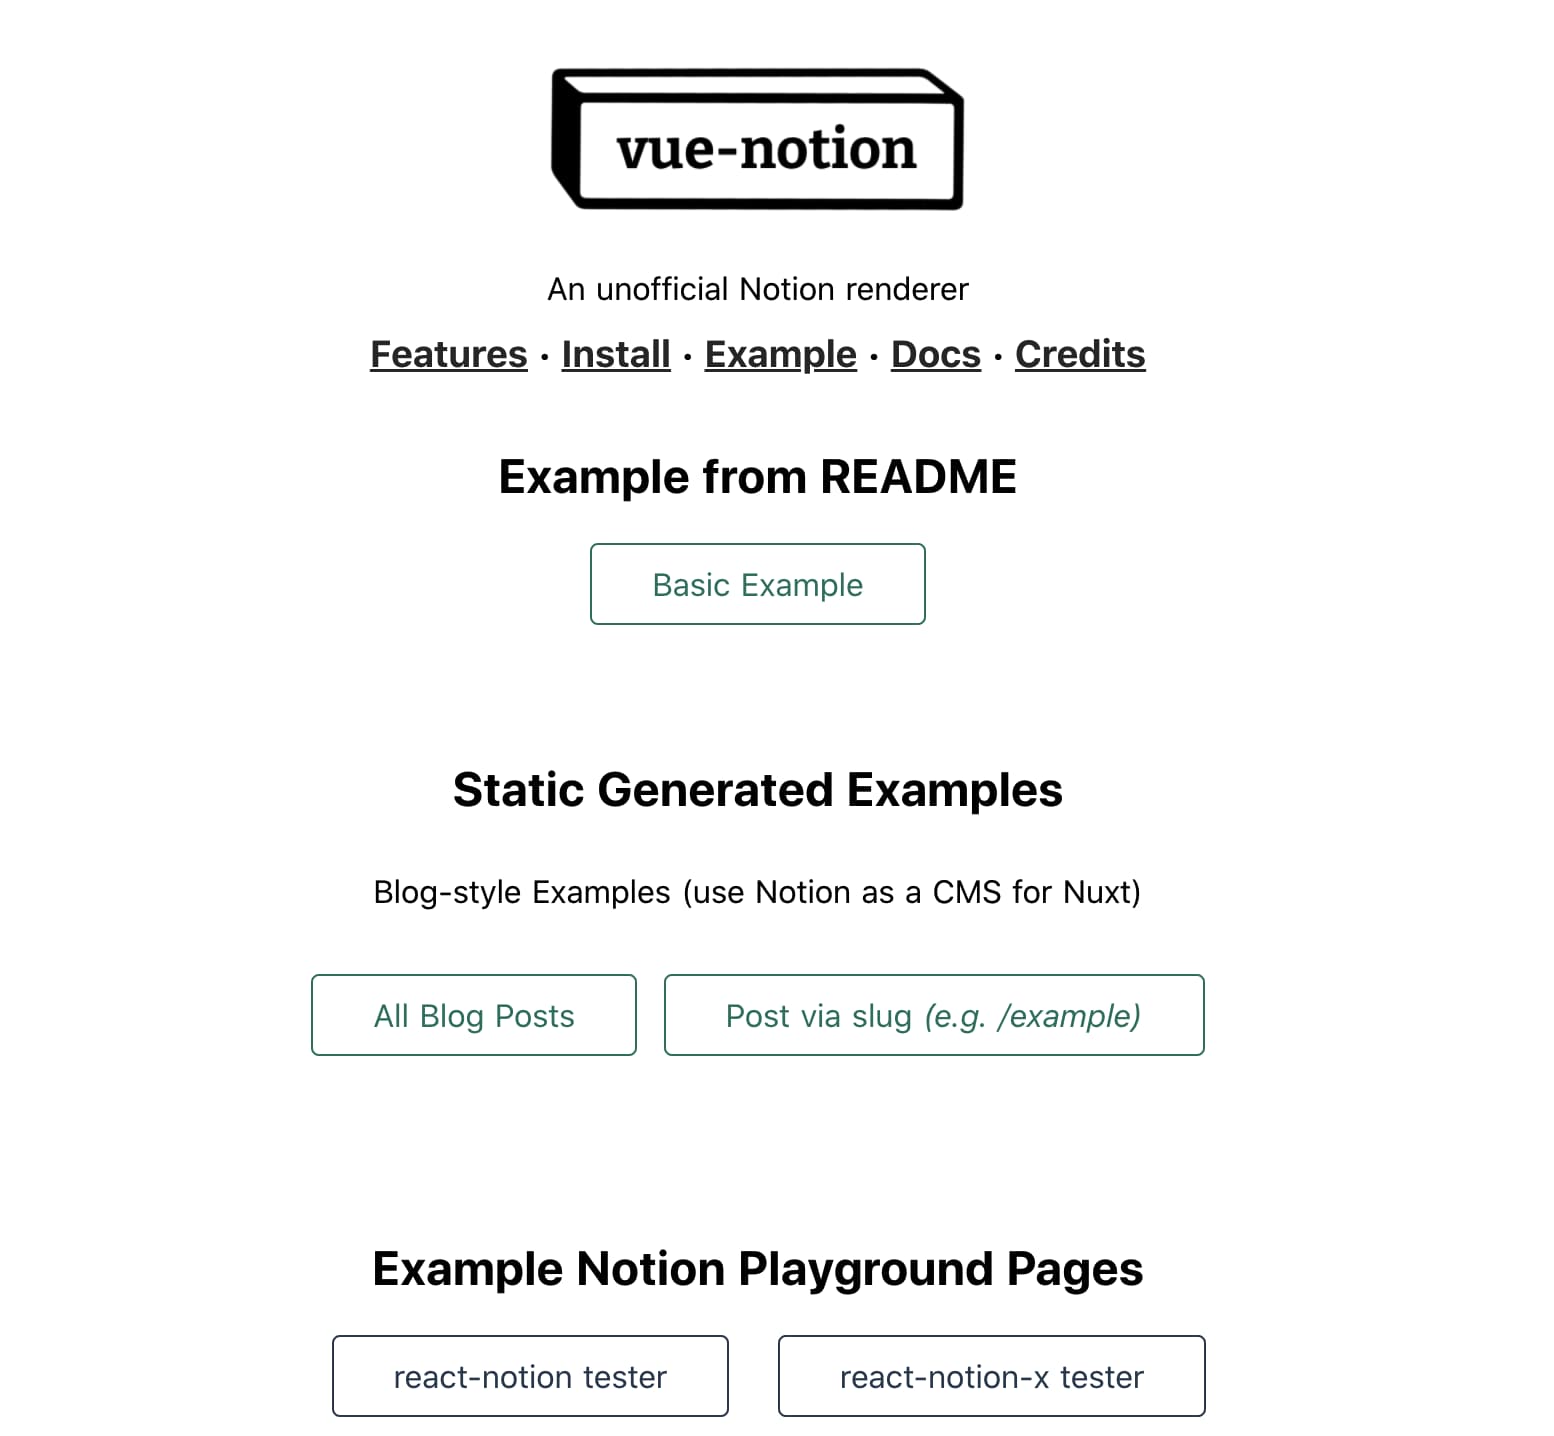 vue-notion
An unofficial Notion renderer
Features · Install · Example · Docs · Credits
Example from README
Basic Example
Static Generated Examples
Blog-style Examples (use Notion as a CMS for Nuxt)
All Blog Posts
Post via slug (e.g. /example)
Example Notion Playground Pages
react-notion tester
react-notion-x tester